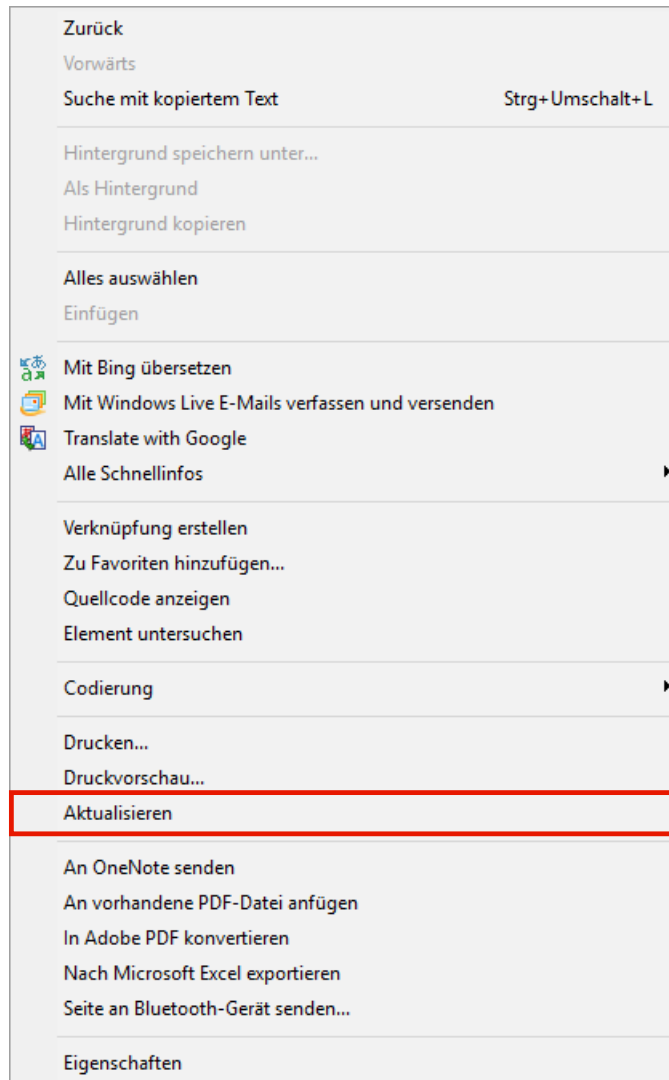 Zurück
Vorwärts
Suche mit kopiertem Text Strg+Umschalt+L
Hintergrund speichern unter...
Als Hintergrund
Hintergrund kopieren
Alles auswählen
Einfügen
Mit Bing übersetzen
Mit Windows Live E-Mails verfassen und versenden
Translate with Google
Alle Schnellinfos
Verknüpfung erstellen
Zu Favoriten hinzufügen...
Quellcode anzeigen
Element untersuchen
Codierung
Drucken...
Druckvorschau...
Aktualisieren
An OneNote senden
An vorhandene PDF-Datei anfügen
In Adobe PDF konvertieren
Nach Microsoft Excel exportieren
Seite an Bluetooth-Gerät senden...
Eigenschaften